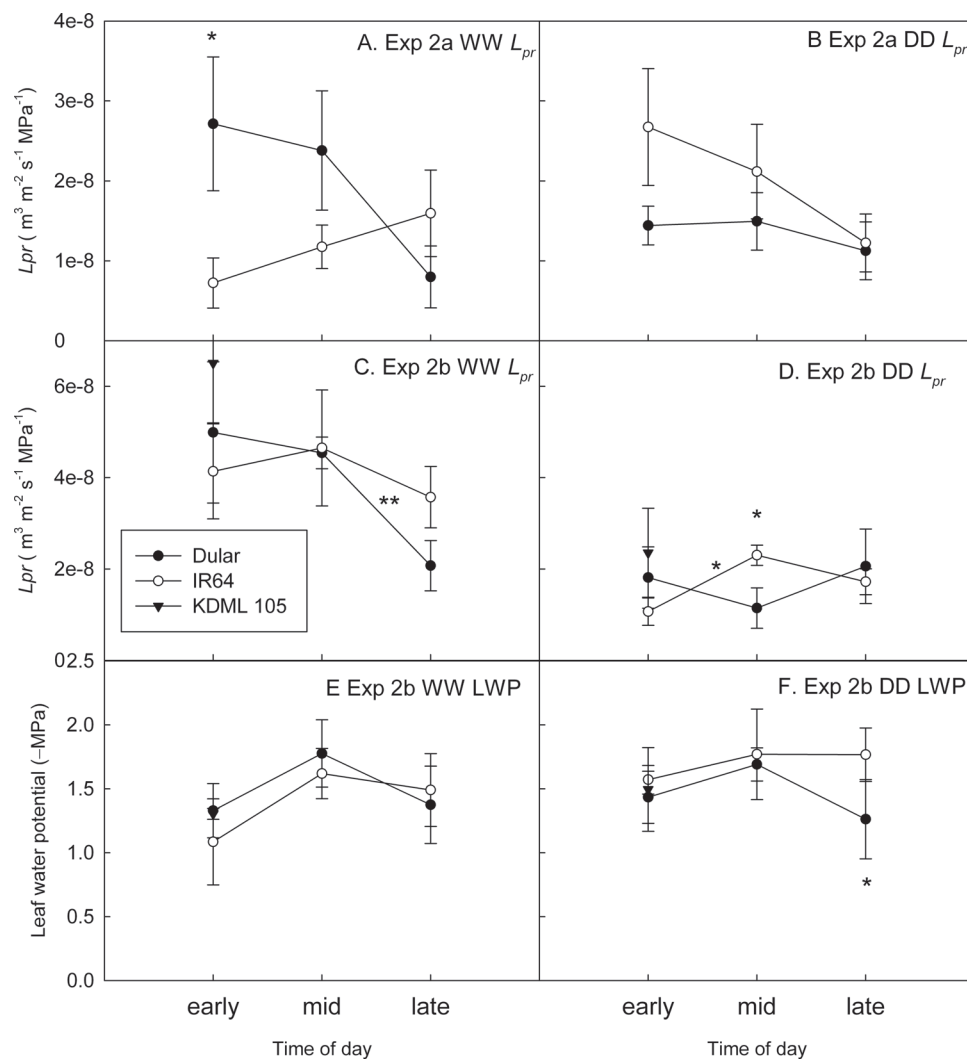 4e-8
*
A. Exp 2a WW Lpr
B Exp 2a DD Lpr
3e-8
2e-8
1e-8
0
Lpr ( m³ m⁻² s⁻¹ MPa⁻¹)
C. Exp 2b WW Lpr
D. Exp 2b DD Lpr
6e-8
4e-8
2e-8
**
*
*
Lpr ( m³ m⁻² s⁻¹ MPa⁻¹)
Dular
IR64
KDML 105
02.5
E Exp 2b WW LWP
F. Exp 2b DD LWP
2.0
1.5
1.0
0.5
0.0
*
Leaf water potential (−MPa)
early mid late early mid late
Time of day Time of day